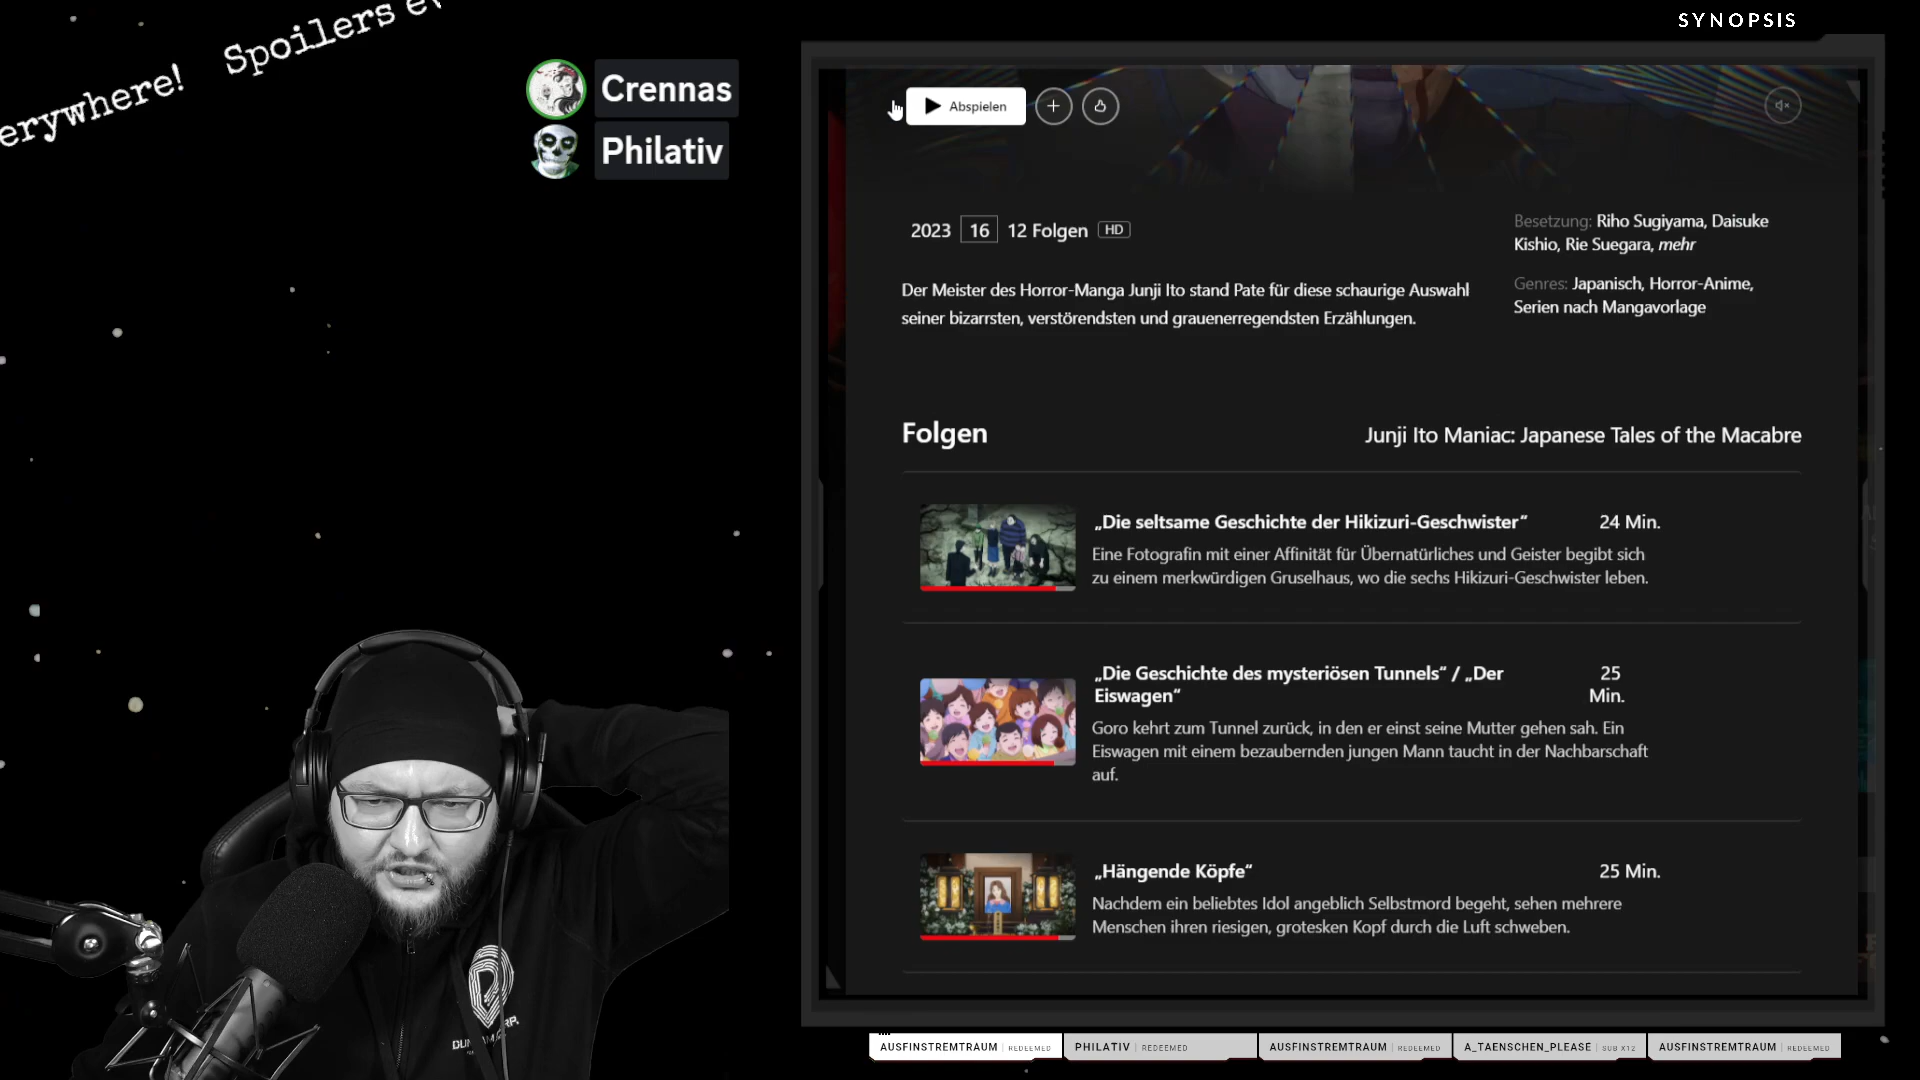 SYNOPSIS
erywhere! Spoilers ev
Crennas
Philativ
Abspielen
2023 16 12 Folgen HD
Besetzung: Riho Sugiyama, Daisuke
Kishio, Rie Suegara, mehr
Genres: Japanisch, Horror-Anime,
Serien nach Mangavorlage
Der Meister des Horror-Manga Junji Ito stand Pate für diese schaurige Auswahl
seiner bizarrsten, verstörendsten und grauenerregendsten Erzählungen.
Folgen
Junji Ito Maniac: Japanese Tales of the Macabre
„Die seltsame Geschichte der Hikizuri-Geschwister“ 24 Min.
Eine Fotografin mit einer Affinität für Übernatürliches und Geister begibt sich
zu einem merkwürdigen Gruselhaus, wo die sechs Hikizuri-Geschwister leben.
„Die Geschichte des mysteriösen Tunnels“ / „Der 25
Eiswagen“ Min.
Goro kehrt zum Tunnel zurück, in den er einst seine Mutter gehen sah. Ein
Eiswagen mit einem bezaubernden jungen Mann taucht in der Nachbarschaft
auf.
„Hängende Köpfe“ 25 Min.
Nachdem ein beliebtes Idol angeblich Selbstmord begeht, sehen mehrere
Menschen ihren riesigen, grotesken Kopf durch die Luft schweben.
AUSFINSTREMTRAUM | REDEEMED PHILATIV | REDEEMED AUSFINSTREMTRAUM | REDEEMED A_TAENSCHEN_PLEASE | SUB X12 AUSFINSTREMTRAUM | REDEEMED